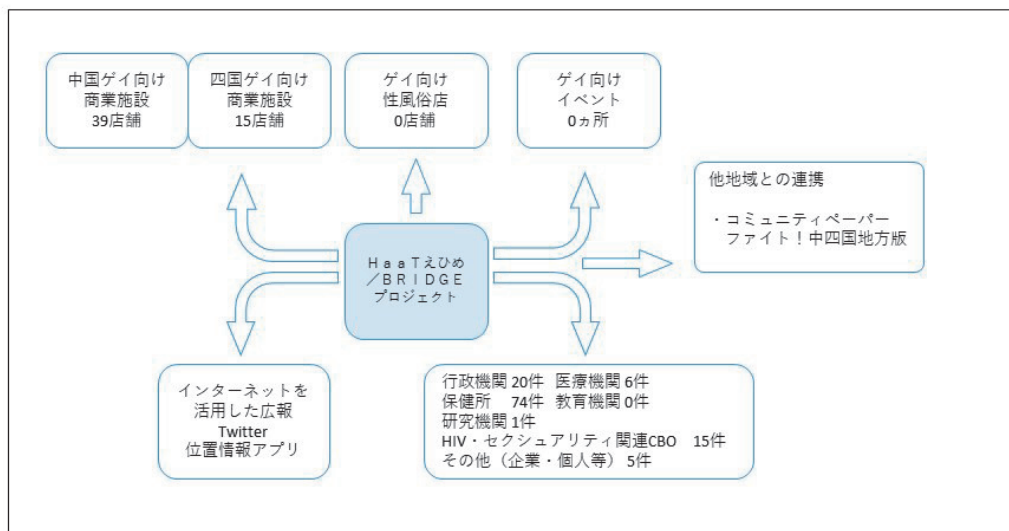 中国ゲイ向け
商業施設
39店舗
四国ゲイ向け
商業施設
15店舗
ゲイ向け
性風俗店
0店舗
ゲイ向け
イベント
0ヵ所
他地域との連携
・コミュニティペーパー
ファイト！中四国地方版
ＨａａＴえひめ
／ＢＲＩＤＧＥ
プロジェクト
インターネットを
活用した広報
Twitter
位置情報アプリ
行政機関 20件 医療機関 6件
保健所 74件 教育機関 0件
研究機関 1件
HIV・セクシュアリティ関連CBO 15件
その他（企業・個人等）5件